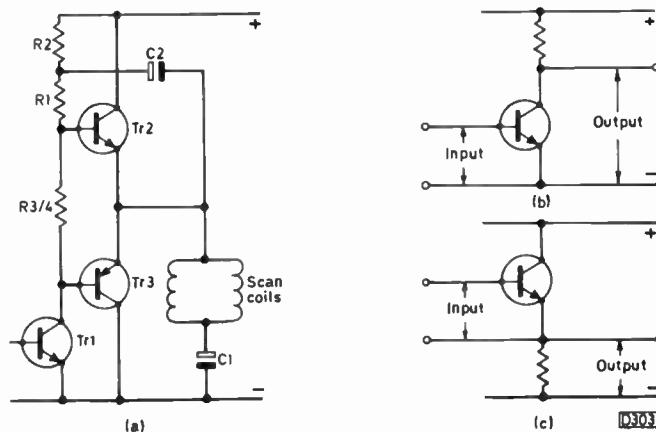 R2
C2
+
R1
Tr2
R3/4
Tr3
Scan
coils
Tr1
C1
−
(a)
+
Input
Output
−
(b)
+
Input
Output
−
(c)
D303